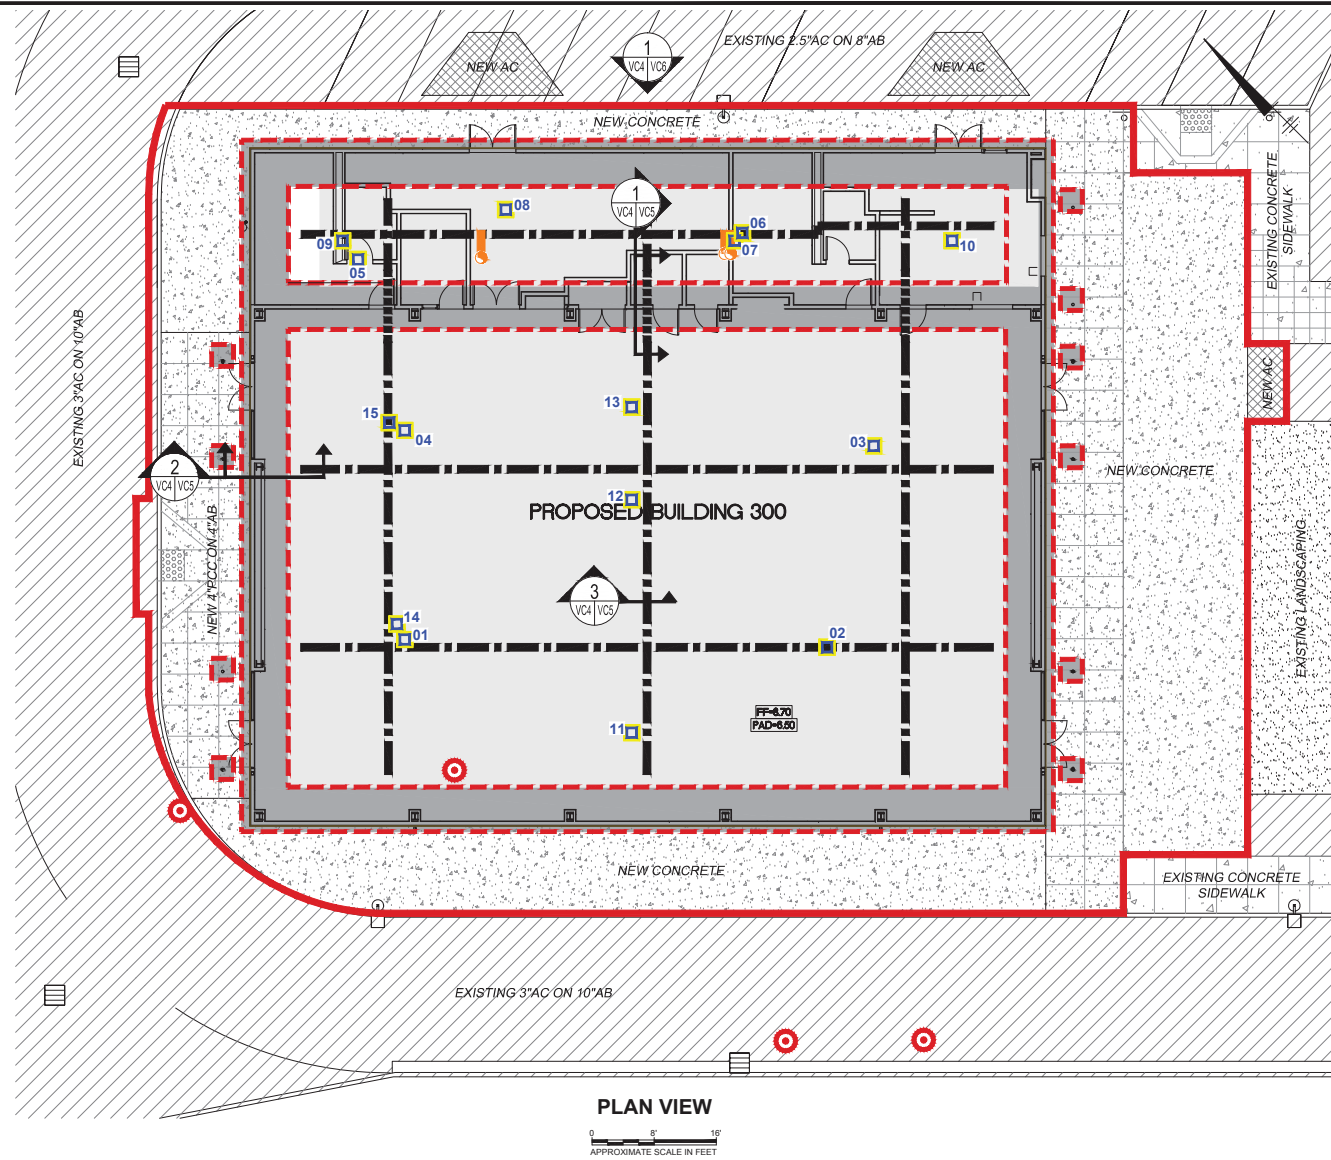 EXISTING 2.5"AC ON 8"AB
1
VC4 VC6
NEW AC
NEW AC
NEW CONCRETE
EXISTING CONCRETE
SIDEWALK
1
VC4 VC5
08
06
07
09
05
10
EXISTING 3"AC ON 10"AB
NEW AC
13
15
04
03
2
VC4 VC5
NEW CONCRETE
12
PROPOSED BUILDING 300
NEW 4"PCC ON 4"AB
EXISTING LANDSCAPING
3
VC4 VC5
14
01
02
FF=6.70
PAD=6.50
11
NEW CONCRETE
EXISTING CONCRETE
SIDEWALK
EXISTING 3"AC ON 10"AB
PLAN VIEW
0 8' 16'
APPROXIMATE SCALE IN FEET